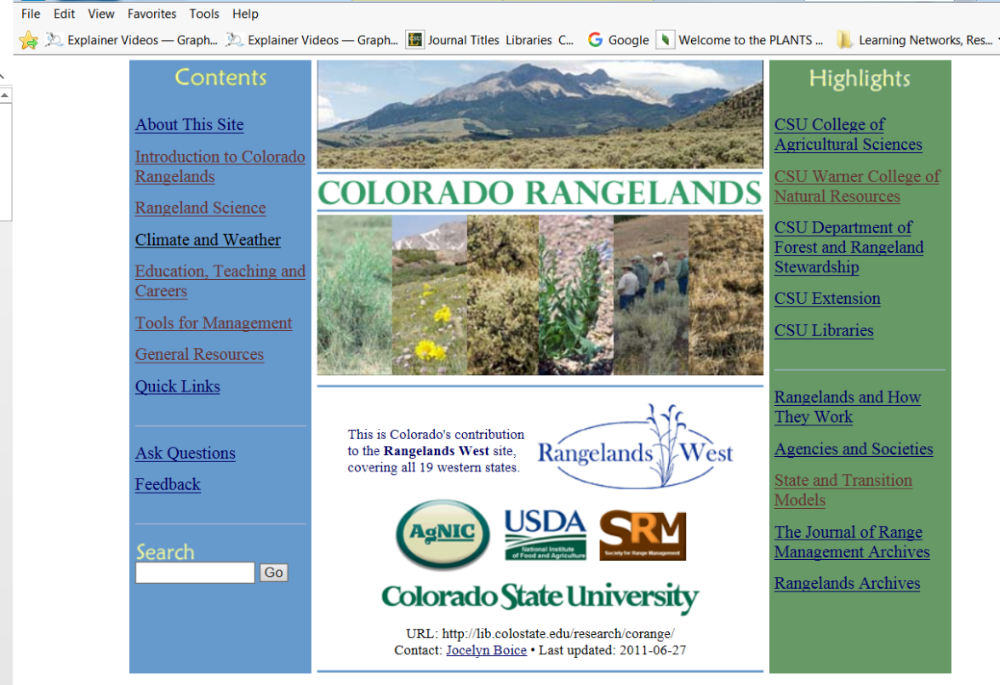 File Edit View Favorites Tools Help
Explainer Videos — Graph... Explainer Videos — Graph... CSU Journal Titles Libraries C... Google Welcome to the PLANTS ... Learning Networks, Res...
Contents
About This Site
Introduction to Colorado
Rangelands
Rangeland Science
Climate and Weather
Education, Teaching and
Careers
Tools for Management
General Resources
Quick Links
Ask Questions
Feedback
Search
Go
COLORADO RANGELANDS
This is Colorado's contribution
to the Rangelands West site,
covering all 19 western states.
Rangelands West
AgNIC
USDA
National Institute
of Food and Agriculture
SRM
Society for Range Management
Colorado State University
URL: http://lib.colostate.edu/research/corange/
Contact: Jocelyn Boice • Last updated: 2011-06-27
Highlights
CSU College of
Agricultural Sciences
CSU Warner College of
Natural Resources
CSU Department of
Forest and Rangeland
Stewardship
CSU Extension
CSU Libraries
Rangelands and How
They Work
Agencies and Societies
State and Transition
Models
The Journal of Range
Management Archives
Rangelands Archives